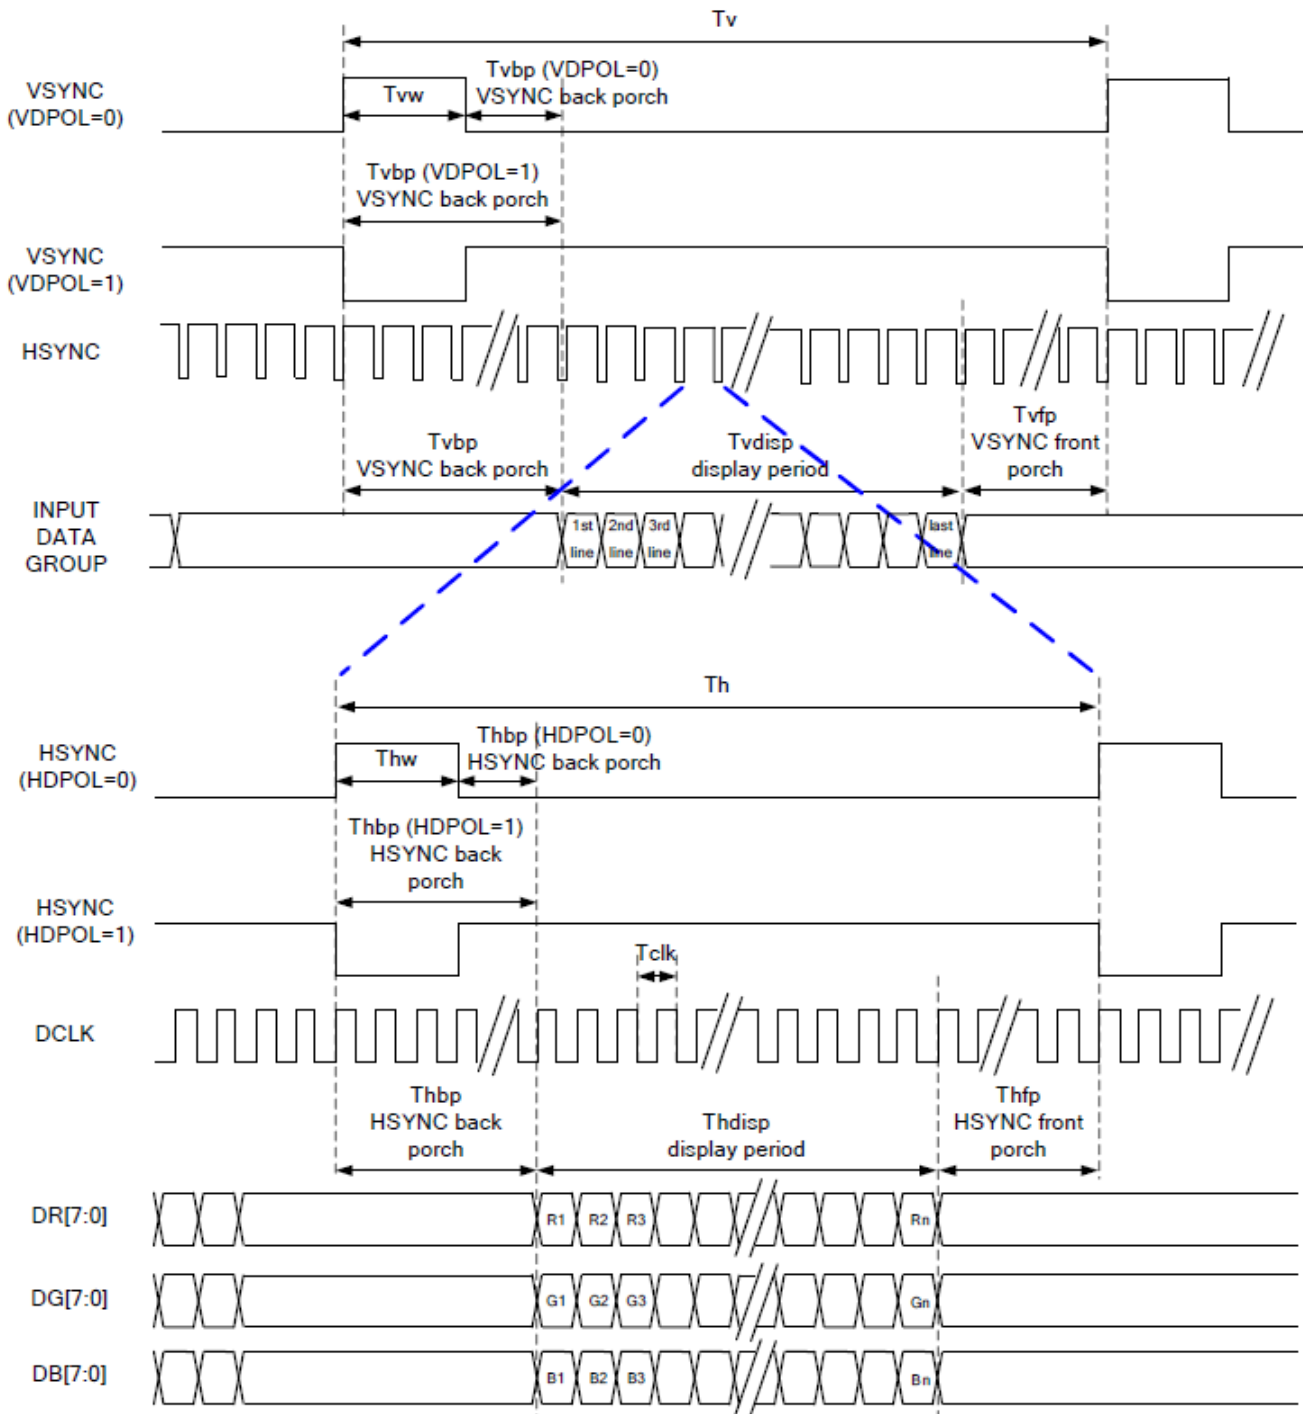 Tv
VSYNC
(VDPOL=0)
Tvw
Tvbp (VDPOL=0)
VSYNC back porch
Tvbp (VDPOL=1)
VSYNC back porch
VSYNC
(VDPOL=1)
HSYNC
Tvbp
VSYNC back porch
Tvdisp
display period
Tvfp
VSYNC front
porch
INPUT
DATA
GROUP
1st
line
2nd
line
3rd
line
last
line
Th
HSYNC
(HDPOL=0)
Thw
Thbp (HDPOL=0)
HSYNC back porch
Thbp (HDPOL=1)
HSYNC back
porch
HSYNC
(HDPOL=1)
Tclk
DCLK
Thbp
HSYNC back
porch
Thdisp
display period
Thfp
HSYNC front
porch
DR[7:0]
R1 R2 R3 Rn
DG[7:0]
G1 G2 G3 Gn
DB[7:0]
B1 B2 B3 Bn